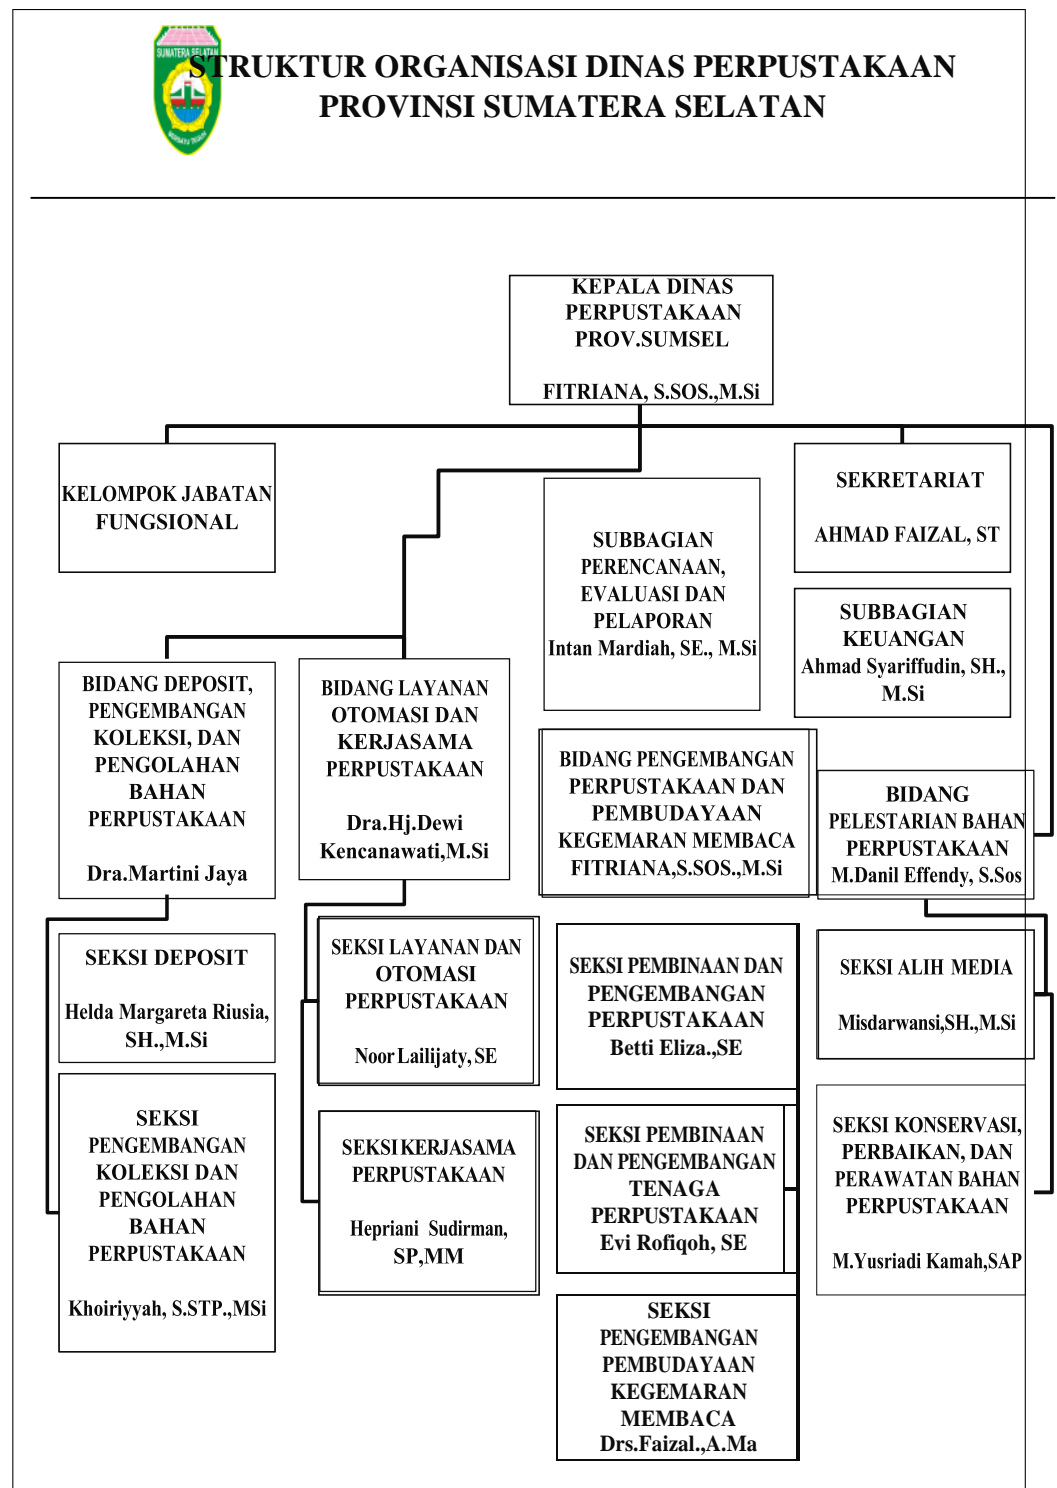 SUMATERA SELATAN
STRUKTUR ORGANISASI DINAS PERPUSTAKAAN
PROVINSI SUMATERA SELATAN
KEPALA DINAS
PERPUSTAKAAN
PROV.SUMSEL
FITRIANA, S.SOS.,M.Si
KELOMPOK JABATAN
FUNGSIONAL
SUBBAGIAN
PERENCANAAN,
EVALUASI DAN
PELAPORAN
Intan Mardiah, SE., M.Si
SEKRETARIAT
AHMAD FAIZAL, ST
SUBBAGIAN
KEUANGAN
Ahmad Syariffudin, SH.,
M.Si
BIDANG DEPOSIT,
PENGEMBANGAN
KOLEKSI, DAN
PENGOLAHAN
BAHAN
PERPUSTAKAAN
Dra.Martini Jaya
BIDANG LAYANAN
OTOMASI DAN
KERJASAMA
PERPUSTAKAAN
Dra.Hj.Dewi
Kencanawati,M.Si
BIDANG PENGEMBANGAN
PERPUSTAKAAN DAN
PEMBUDAYAAN
KEGEMARAN MEMBACA
FITRIANA,S.SOS.,M.Si
BIDANG
PELESTARIAN BAHAN
PERPUSTAKAAN
M.Danil Effendy, S.Sos
SEKSI DEPOSIT
Helda Margareta Riusia,
SH.,M.Si
SEKSI LAYANAN DAN
OTOMASI
PERPUSTAKAAN
Noor Lailijaty, SE
SEKSI PEMBINAAN DAN
PENGEMBANGAN
PERPUSTAKAAN
Betti Eliza.,SE
SEKSI ALIH MEDIA
Misdarwansi,SH.,M.Si
SEKSI
PENGEMBANGAN
KOLEKSI DAN
PENGOLAHAN
BAHAN
PERPUSTAKAAN
Khoiriyyah, S.STP.,MSi
SEKSI KERJASAMA
PERPUSTAKAAN
Hepriani Sudirman,
SP,MM
SEKSI PEMBINAAN
DAN PENGEMBANGAN
TENAGA
PERPUSTAKAAN
Evi Rofiqoh, SE
SEKSI KONSERVASI,
PERBAIKAN, DAN
PERAWATAN BAHAN
PERPUSTAKAAN
M.Yusriadi Kamah,SAP
SEKSI
PENGEMBANGAN
PEMBUDAYAAN
KEGEMARAN
MEMBACA
Drs.Faizal.,A.Ma